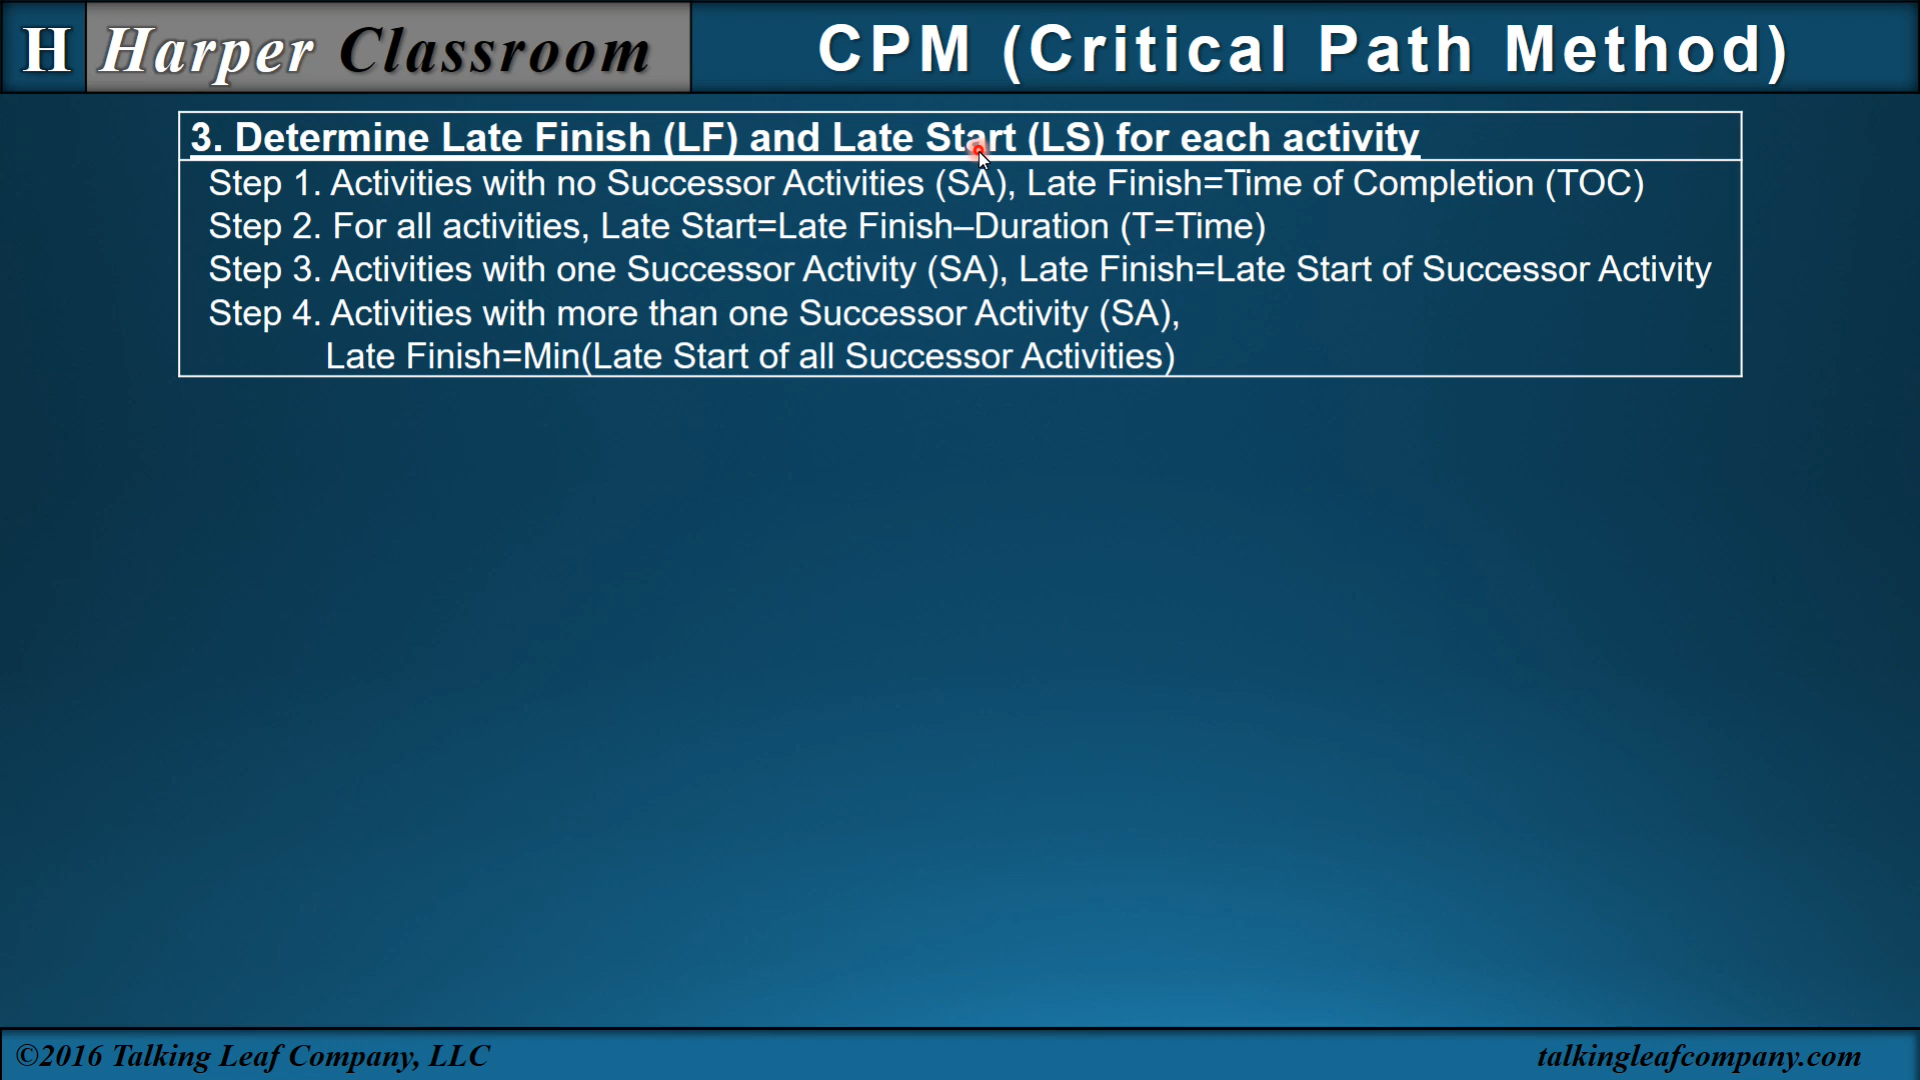 H Harper Classroom
CPM (Critical Path Method)
3. Determine Late Finish (LF) and Late Start (LS) for each activity
Step 1. Activities with no Successor Activities (SA), Late Finish=Time of Completion (TOC)
Step 2. For all activities, Late Start=Late Finish–Duration (T=Time)
Step 3. Activities with one Successor Activity (SA), Late Finish=Late Start of Successor Activity
Step 4. Activities with more than one Successor Activity (SA),
Late Finish=Min(Late Start of all Successor Activities)
©2016 Talking Leaf Company, LLC
talkingleafcompany.com